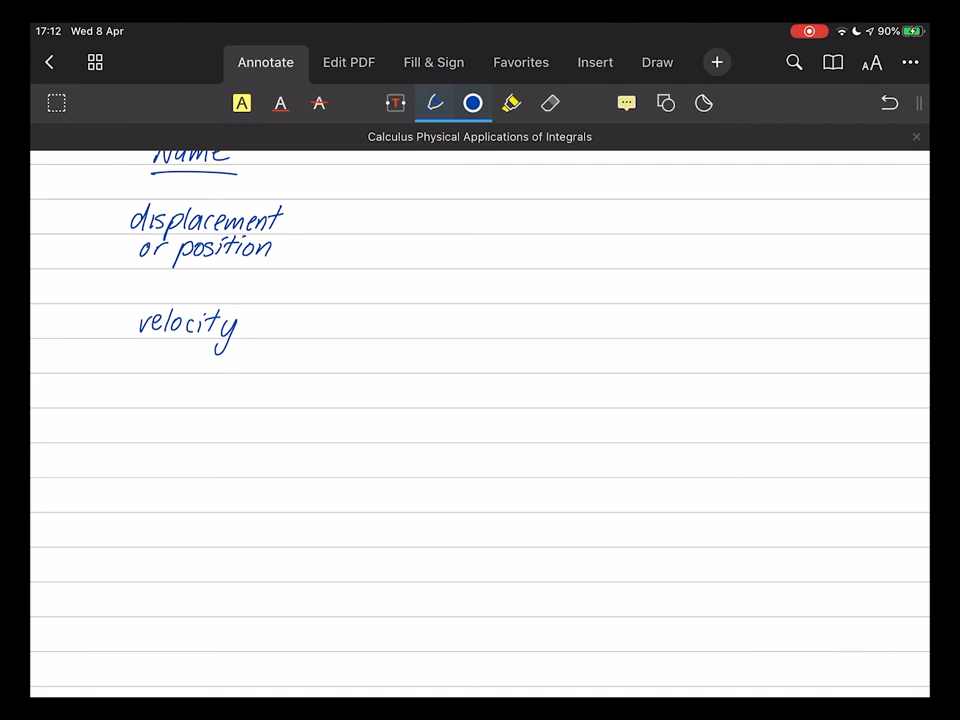 17:12 Wed 8 Apr 90%
Annotate Edit PDF Fill & Sign Favorites Insert Draw
Calculus Physical Applications of Integrals
Name
displacement
or position
velocity